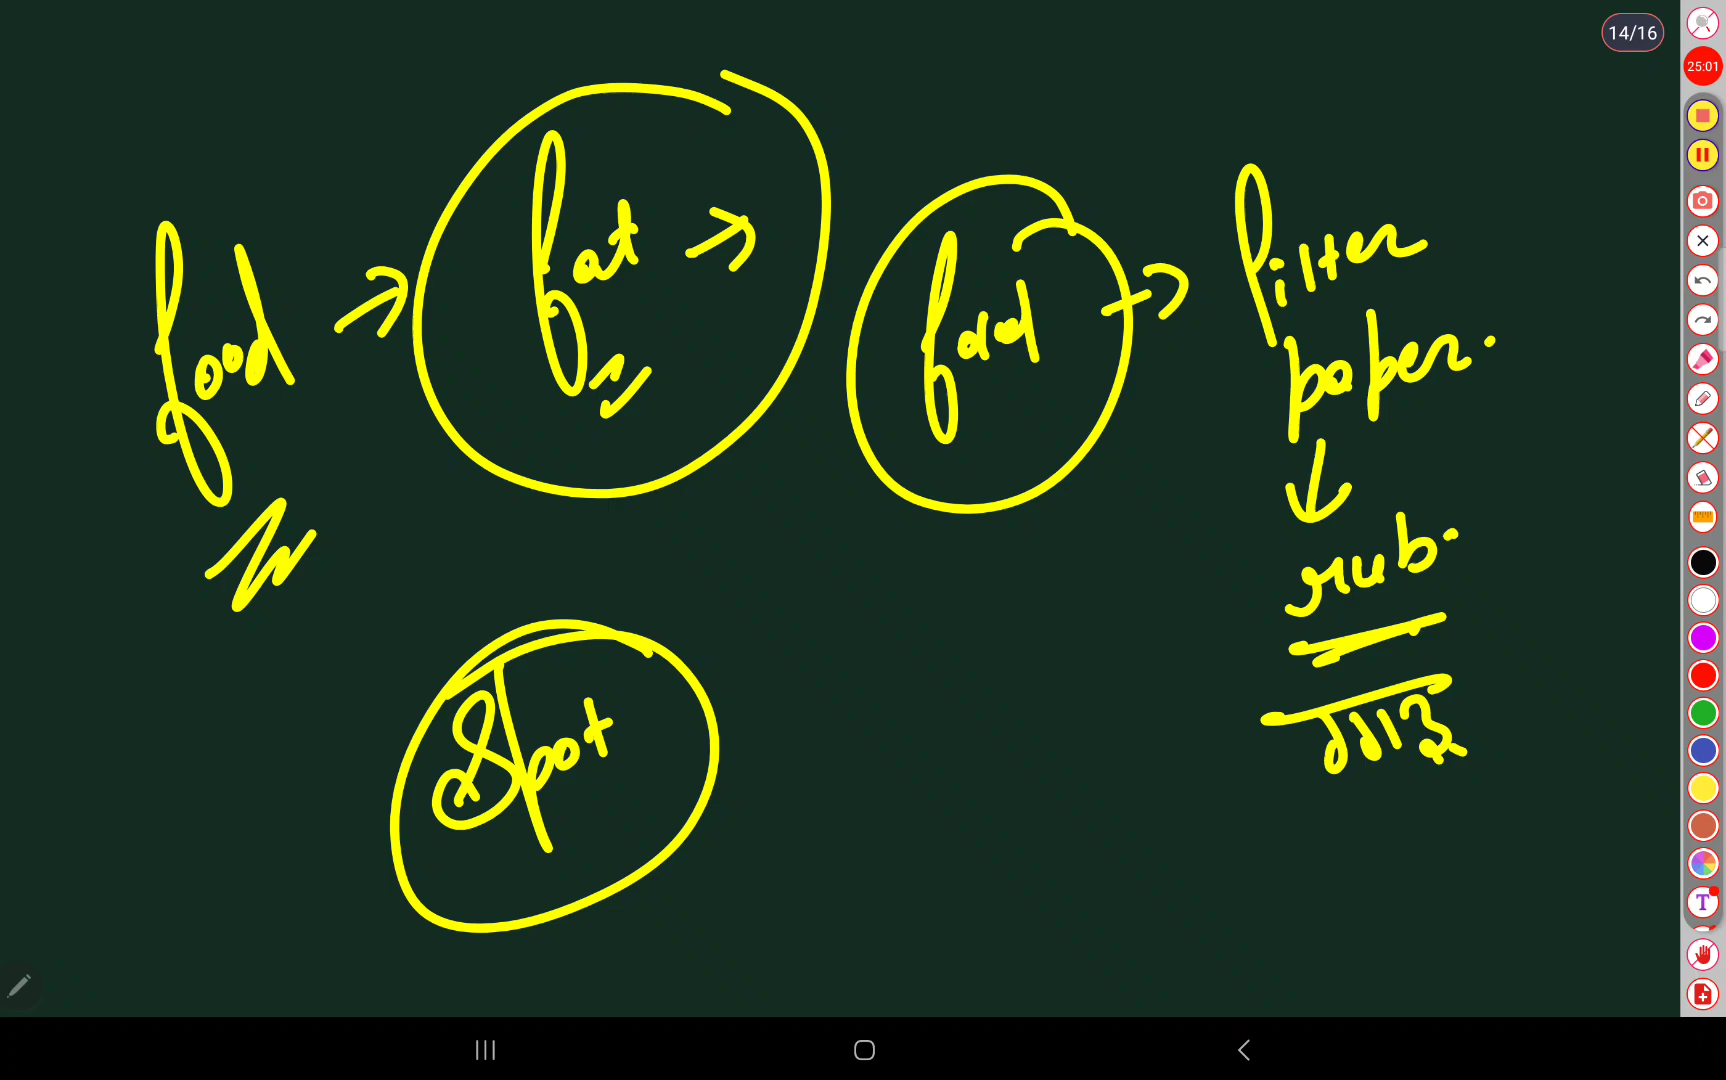 14/16
25:01
food → fat → food → filter
paper.
↓
rub.
spot
T